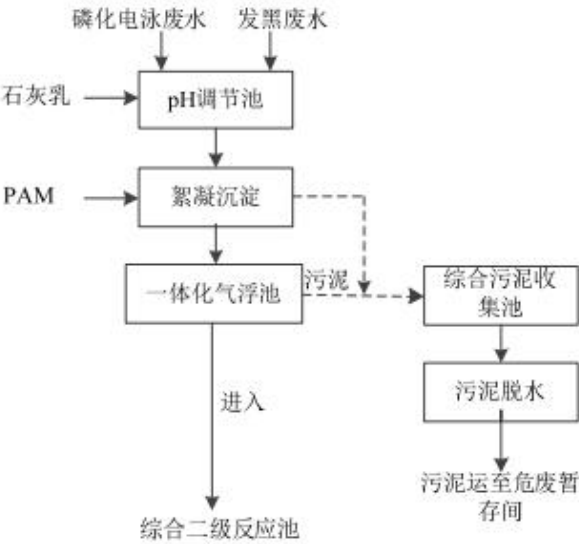 磷化电泳废水
发黑废水
石灰乳
pH调节池
PAM
絮凝沉淀
一体化气浮池
污泥
综合污泥收
集池
污泥脱水
进入
污泥运至危废暂
存间
综合二级反应池